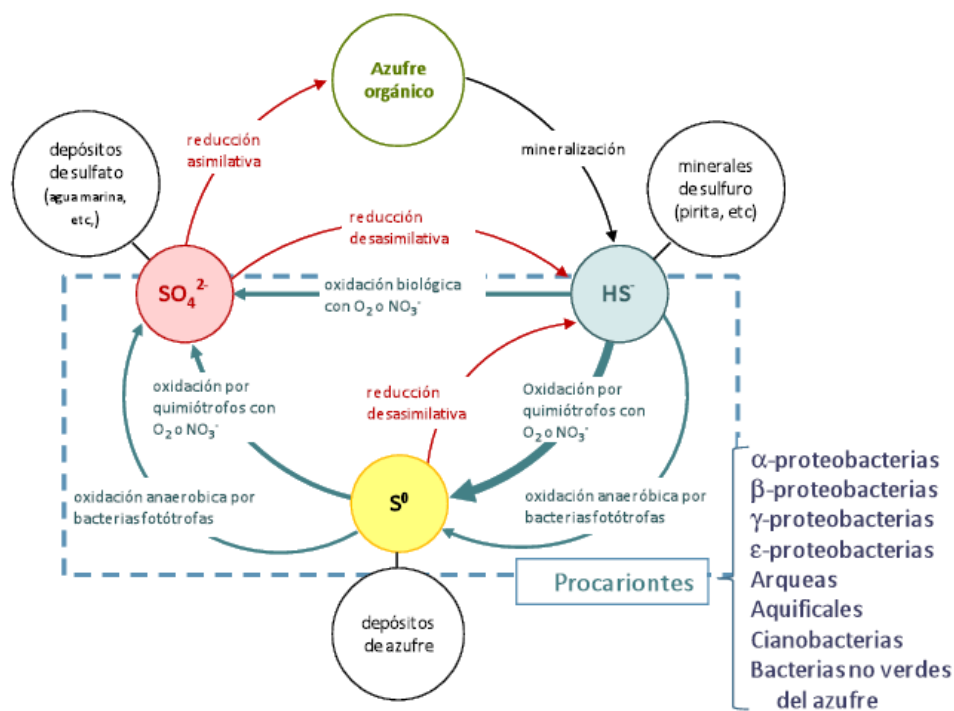 Azufre
orgánico
depósitos
de sulfato
(agua marina,
etc,)
reducción
asimilativa
mineralización
minerales
de sulfuro
(pirita, etc)
reducción
desasimilativa
SO₄²⁻
oxidación biológica
con O₂ o NO₃⁻
HS⁻
oxidación por
quimiótrofos con
O₂ o NO₃⁻
reducción
desasimilativa
Oxidación por
quimiótrofos con
O₂ o NO₃⁻
oxidación anaerobica por
bacterias fotótrofas
S⁰
oxidación anaeróbica por
bacterias fotótrofas
depósitos
de azufre
Procariontes
α-proteobacterias
β-proteobacterias
γ-proteobacterias
ε-proteobacterias
Arqueas
Aquificales
Cianobacterias
Bacterias no verdes
del azufre